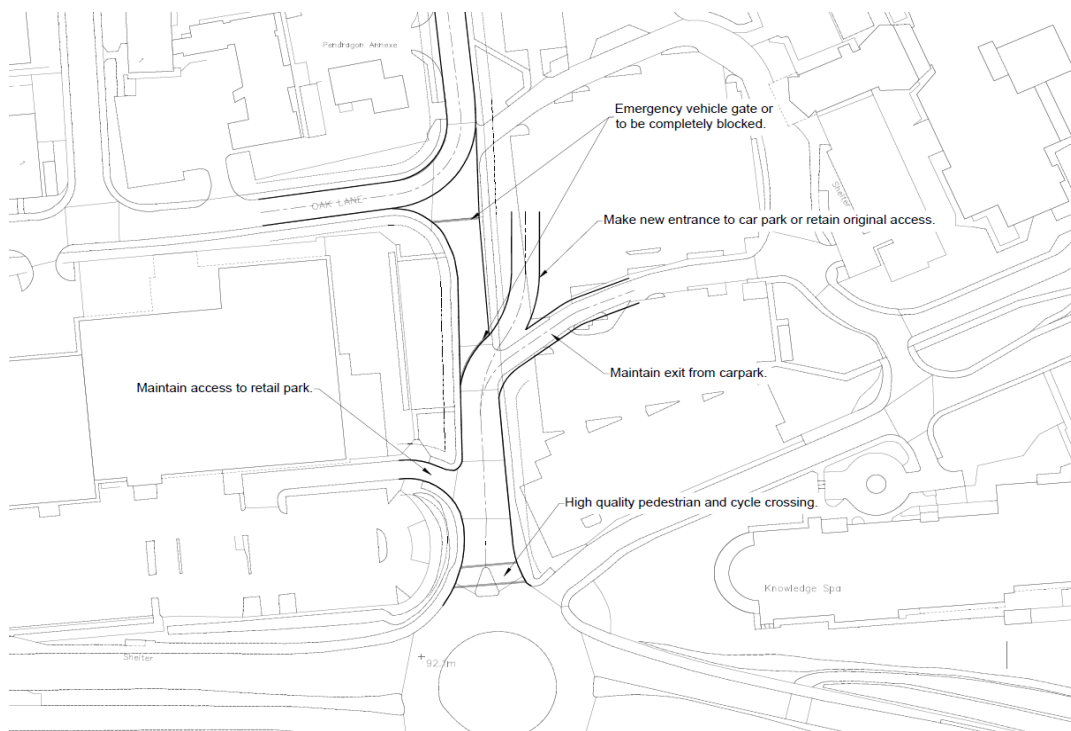 Pendragon Annexe
Emergency vehicle gate or
to be completely blocked.
Shelter
OAK LANE
Make new entrance to car park or retain original access.
Maintain exit from carpark.
Maintain access to retail park.
High quality pedestrian and cycle crossing.
Knowledge Spa
Shelter
92.1m